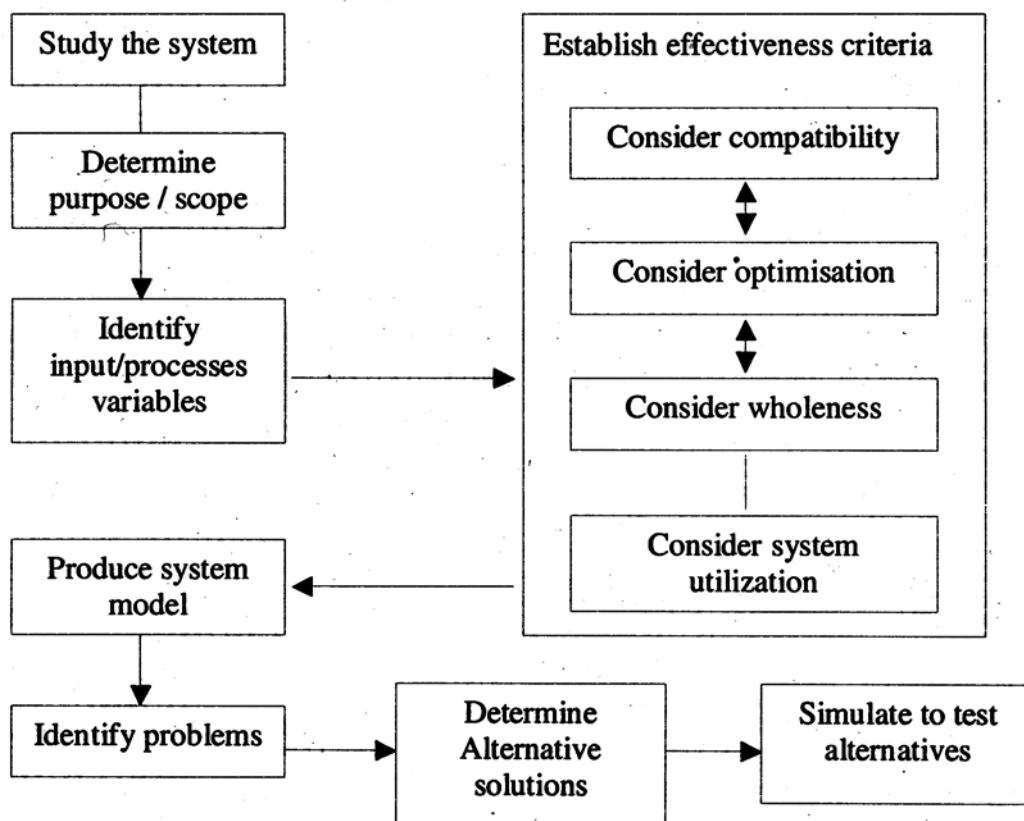 Study the system
Determine
purpose / scope
Identify
input/processes
variables
Establish effectiveness criteria
Consider compatibility
Consider optimisation
Consider wholeness
Consider system
utilization
Produce system
model
Identify problems
Determine
Alternative
solutions
Simulate to test
alternatives